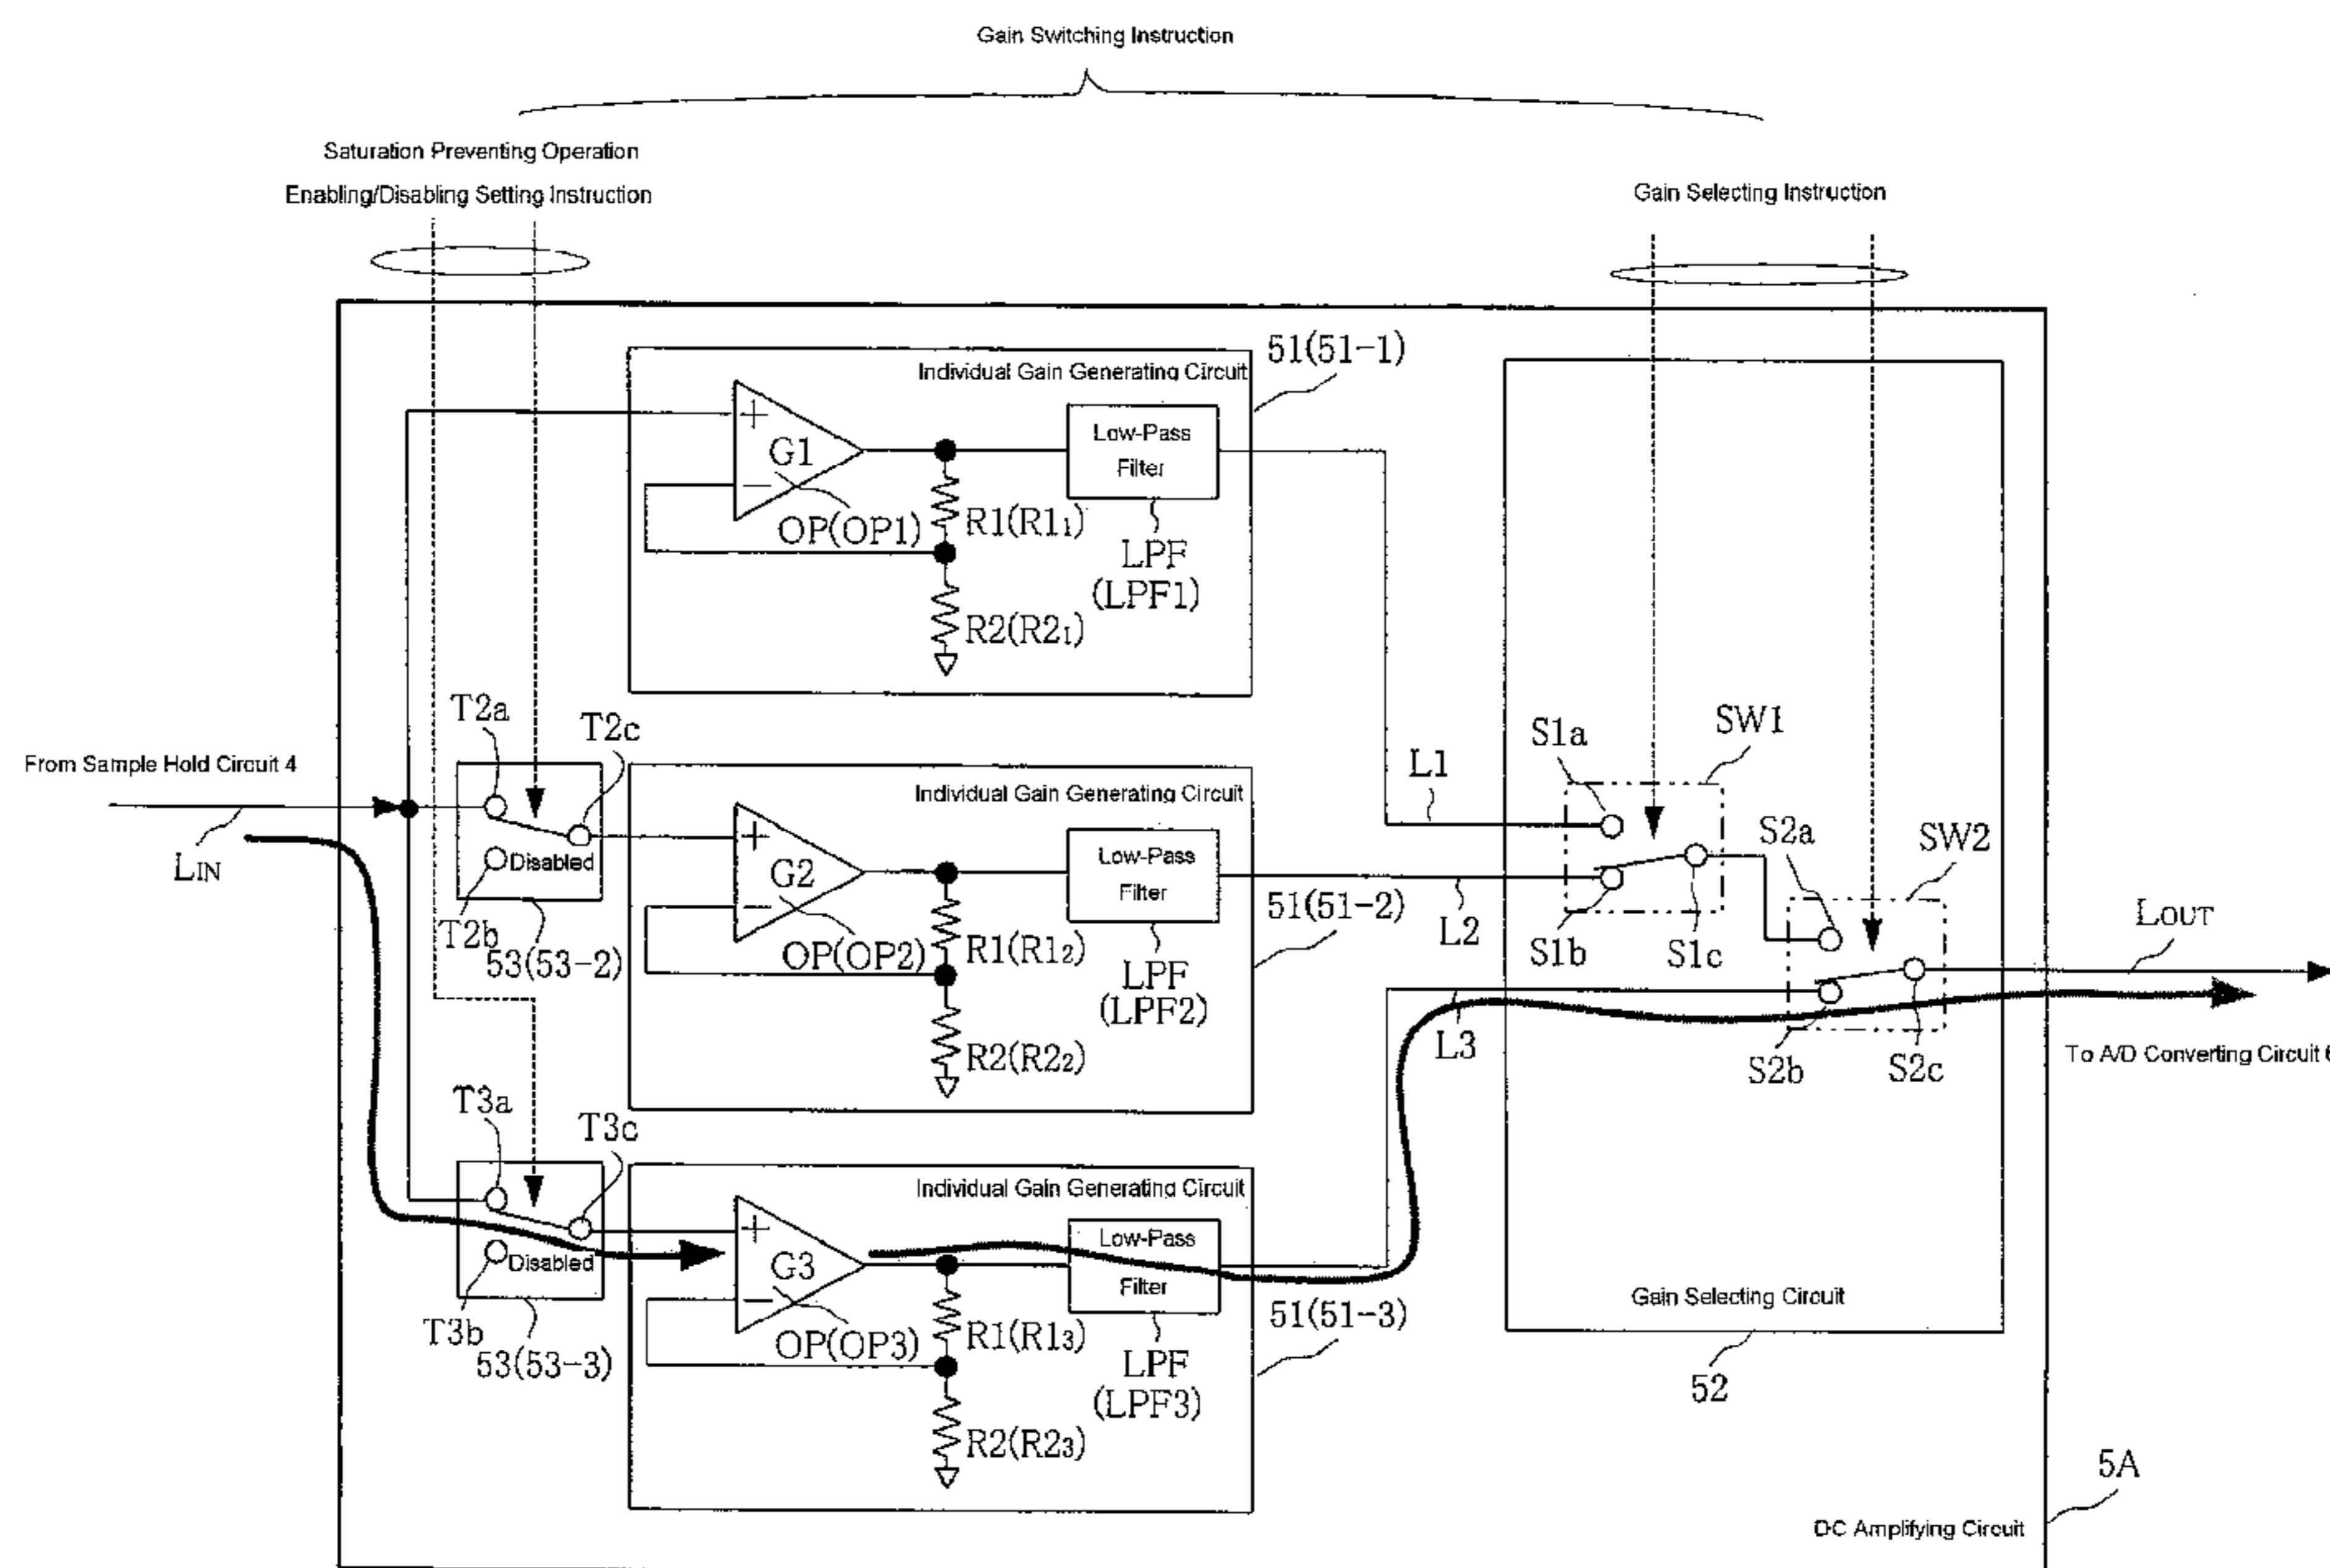 Gain Switching Instruction
Saturation Preventing Operation
Enabling/Disabling Setting Instruction
Gain Selecting Instruction
51(51-1)
Individual Gain Generating Circuit
+
G1
−
OP(OP1)
R1(R1₁)
R2(R2₁)
Low-Pass
Filter
LPF
(LPF1)
T2a
T2c
From Sample Hold Circuit 4
LIN
Disabled
T2b
53(53-2)
Individual Gain Generating Circuit
+
G2
−
OP(OP2)
R1(R1₂)
R2(R2₂)
Low-Pass
Filter
LPF
(LPF2)
51(51-2)
L1
L2
L3
S1a
SW1
S1b
S1c
S2a
SW2
S2b
S2c
LOUT
To A/D Converting Circuit 6
T3a
T3c
Disabled
T3b
53(53-3)
Individual Gain Generating Circuit
+
G3
−
OP(OP3)
R1(R1₃)
R2(R2₃)
Low-Pass
Filter
LPF
(LPF3)
51(51-3)
Gain Selecting Circuit
52
5A
DC Amplifying Circuit